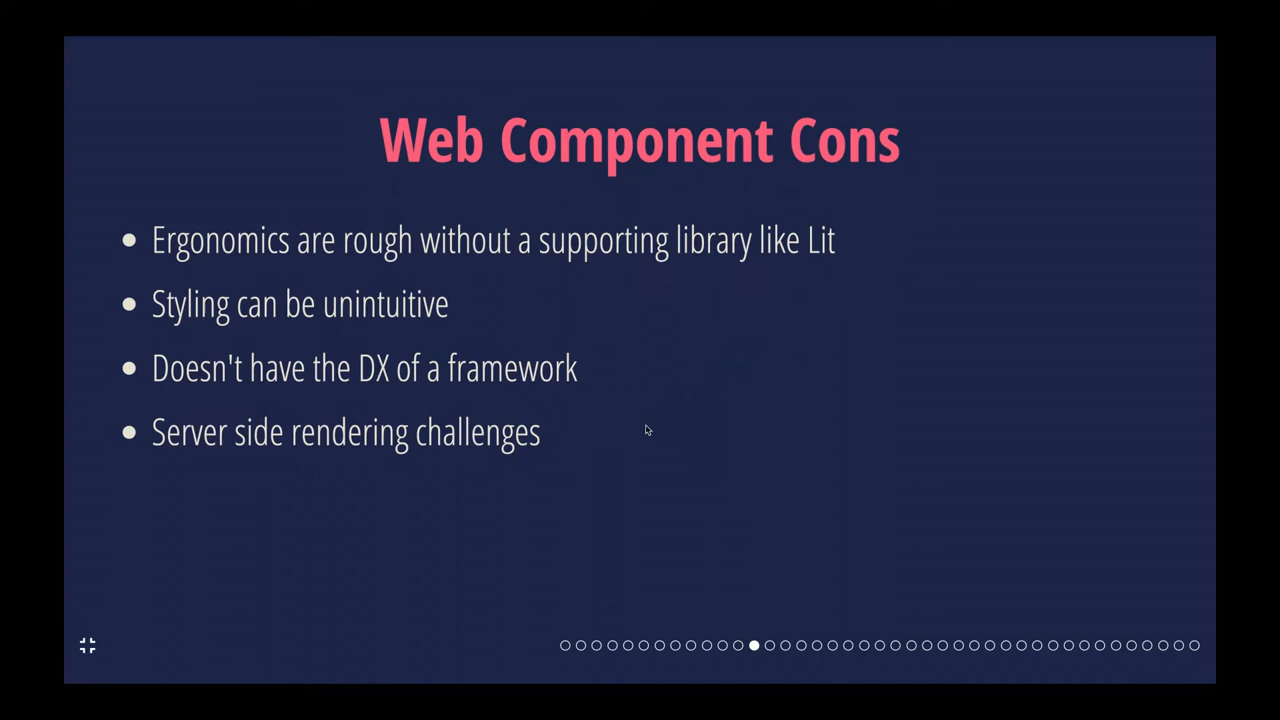 Web Component Cons
Ergonomics are rough without a supporting library like Lit
Styling can be unintuitive
Doesn't have the DX of a framework
Server side rendering challenges